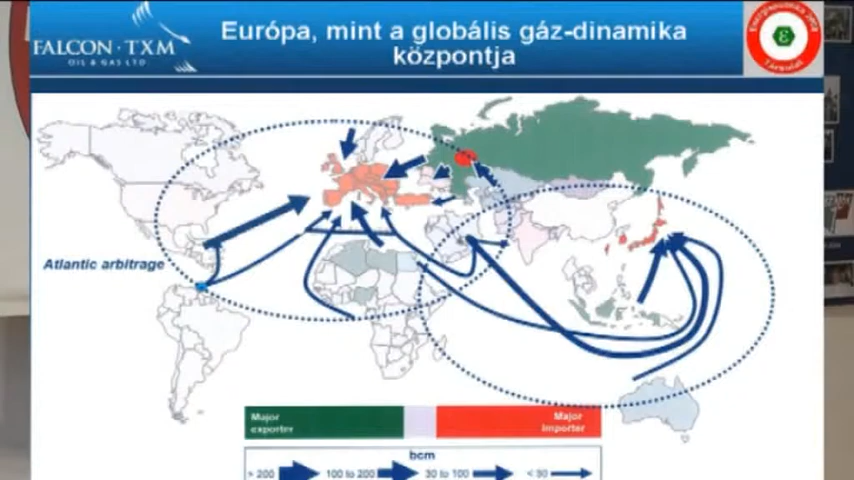 FALCON · TXM
OIL & GAS LTD
Európa, mint a globális gáz-dinamika
központja
Atlantic arbitrage
Major
exporter
Major
importer
bcm
> 200
100 to 200
30 to 100